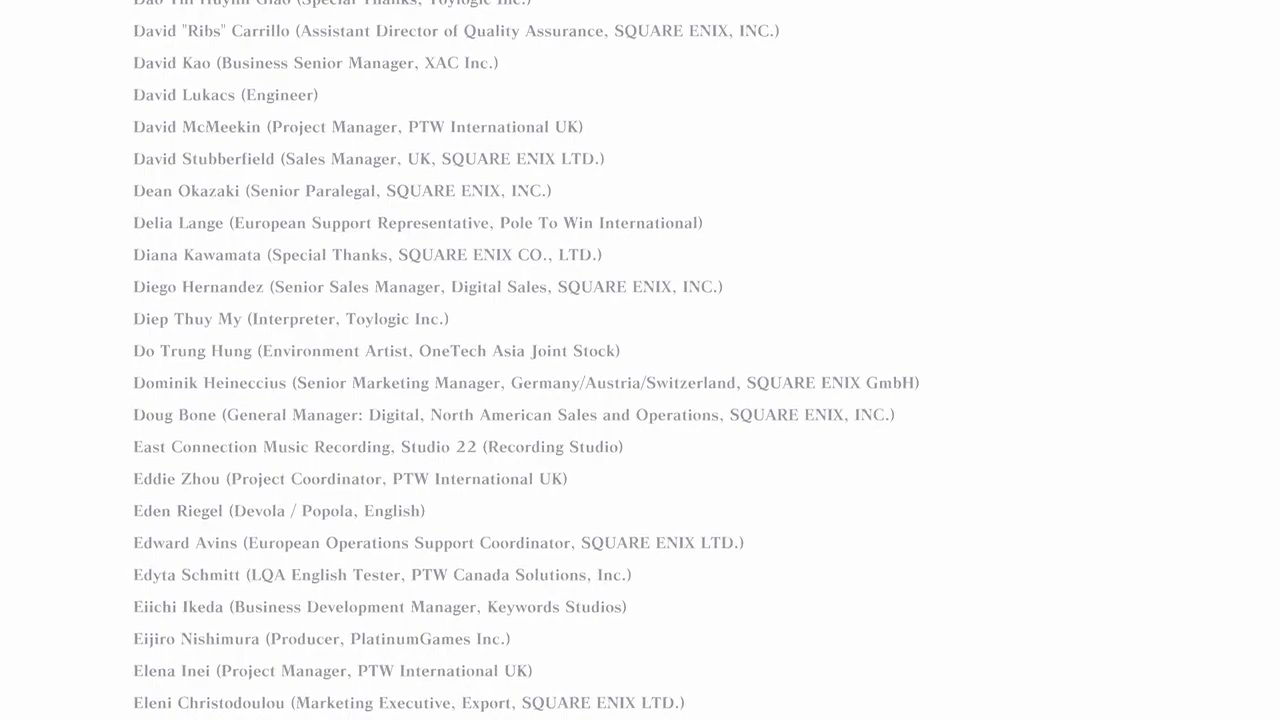 Dao Thi Huynh Giao (Special Thanks, Toylogic Inc.)
David "Ribs" Carrillo (Assistant Director of Quality Assurance, SQUARE ENIX, INC.)
David Kao (Business Senior Manager, XAC Inc.)
David Lukacs (Engineer)
David McMeekin (Project Manager, PTW International UK)
David Stubberfield (Sales Manager, UK, SQUARE ENIX LTD.)
Dean Okazaki (Senior Paralegal, SQUARE ENIX, INC.)
Delia Lange (European Support Representative, Pole To Win International)
Diana Kawamata (Special Thanks, SQUARE ENIX CO., LTD.)
Diego Hernandez (Senior Sales Manager, Digital Sales, SQUARE ENIX, INC.)
Diep Thuy My (Interpreter, Toylogic Inc.)
Do Trung Hung (Environment Artist, OneTech Asia Joint Stock)
Dominik Heineccius (Senior Marketing Manager, Germany/Austria/Switzerland, SQUARE ENIX GmbH)
Doug Bone (General Manager: Digital, North American Sales and Operations, SQUARE ENIX, INC.)
East Connection Music Recording, Studio 22 (Recording Studio)
Eddie Zhou (Project Coordinator, PTW International UK)
Eden Riegel (Devola / Popola, English)
Edward Avins (European Operations Support Coordinator, SQUARE ENIX LTD.)
Edyta Schmitt (LQA English Tester, PTW Canada Solutions, Inc.)
Eiichi Ikeda (Business Development Manager, Keywords Studios)
Eijiro Nishimura (Producer, PlatinumGames Inc.)
Elena Inei (Project Manager, PTW International UK)
Eleni Christodoulou (Marketing Executive, Export, SQUARE ENIX LTD.)